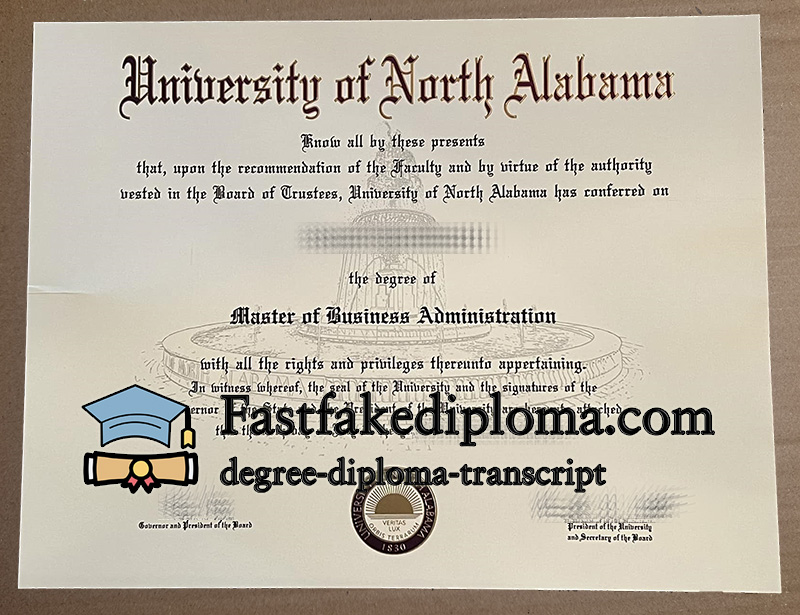 University of North Alabama
Know all by these presents
that, upon the recommendation of the Faculty and by virtue of the authority
vested in the Board of Trustees, University of North Alabama has conferred on
the degree of
Master of Business Administration
with all the rights and privileges thereunto appertaining.
In witness whereof, the seal of the University and the signatures of the
Fastfakediploma.com
degree-diploma-transcript
VERITAS
LUX
ORBIS TERRARUM
1830
Governor and President of the Board
President of the University
and Secretary of the Board